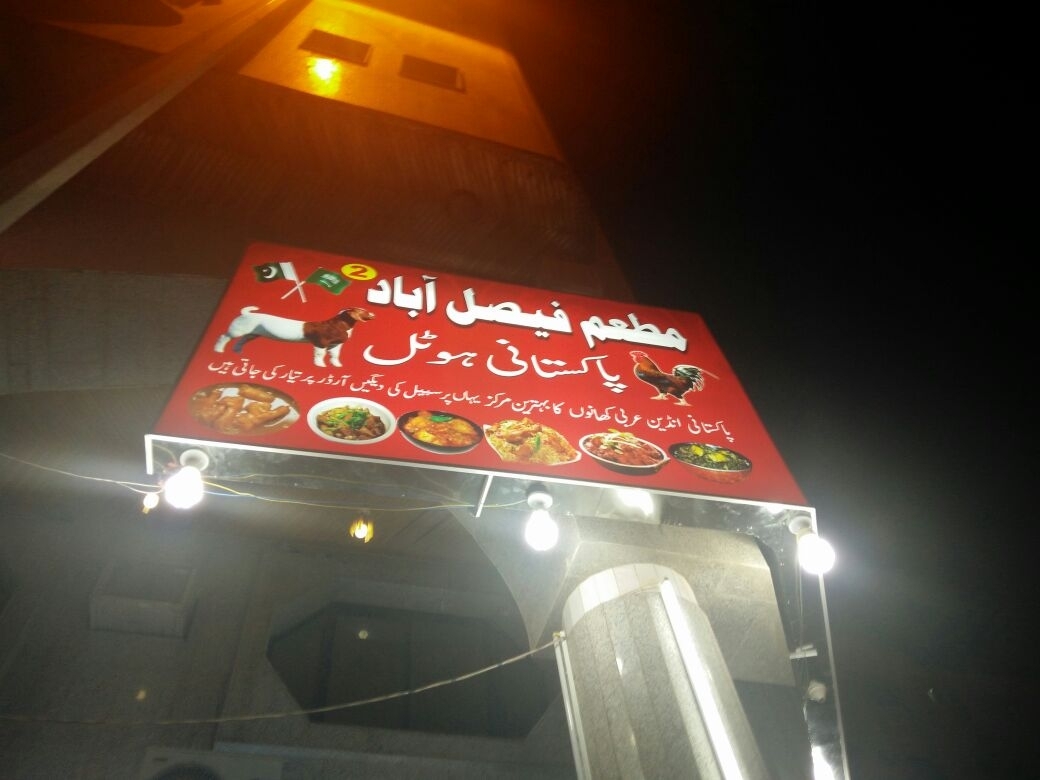 مطعم فیصل آباد 2
پاکستانی ہوٹل
پاکستانی انڈین عربی کھانوں کا بہترین مرکز یہاں پر سپیشل کی دیگیں آرڈر پر تیار کی جاتی ہیں